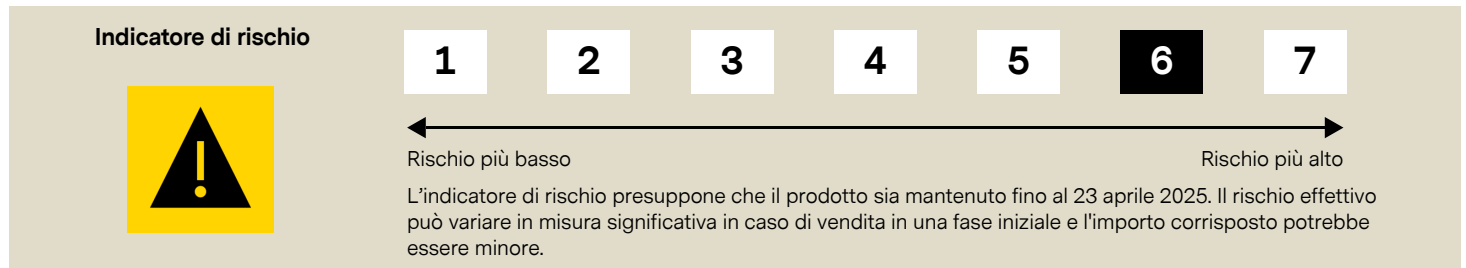 Indicatore di rischio
1 2 3 4 5 6 7
Rischio più basso Rischio più alto
L'indicatore di rischio presuppone che il prodotto sia mantenuto fino al 23 aprile 2025. Il rischio effettivo
può variare in misura significativa in caso di vendita in una fase iniziale e l'importo corrisposto potrebbe
essere minore.